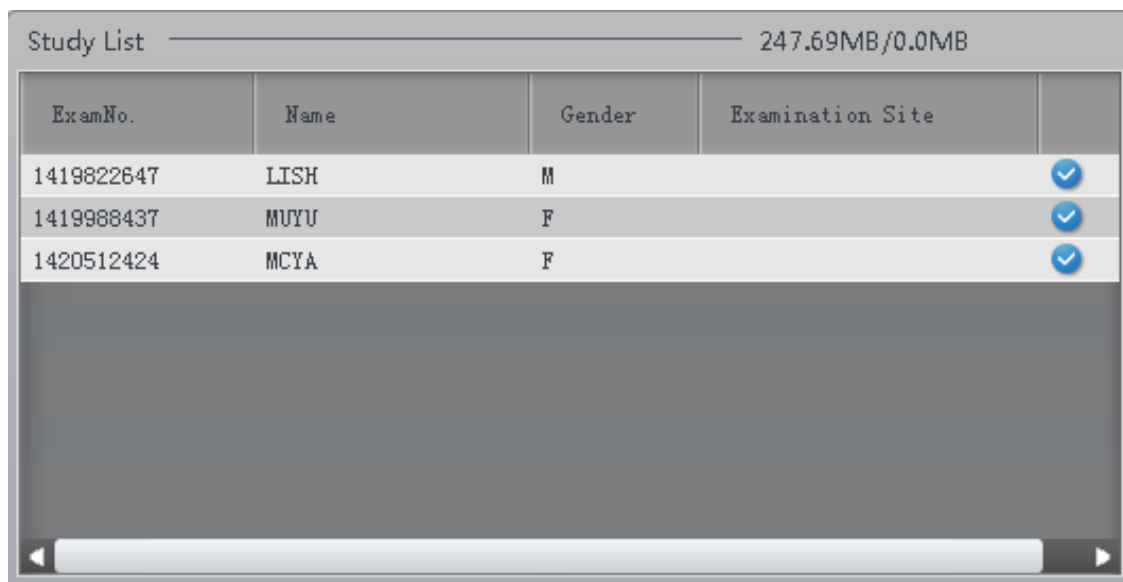 Study List 247.69MB/0.0MB
ExamNo. Name Gender Examination Site
1419822647 LISH M
1419988437 MUYU F
1420512424 MCYA F